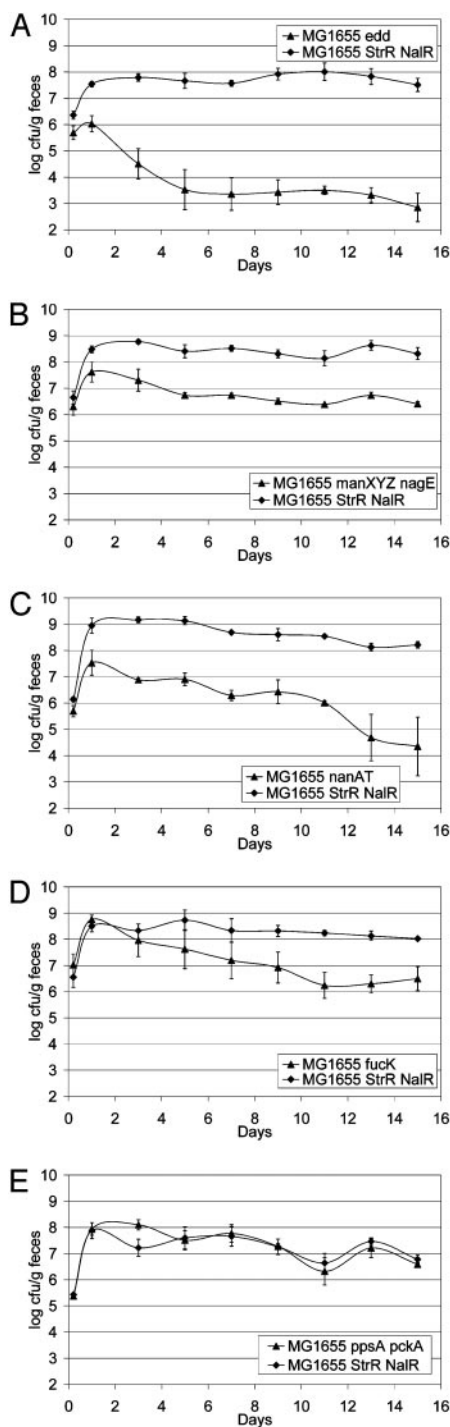 A
MG1655 edd
MG1655 StrR NalR
log cfu/g feces
10
9
8
7
6
5
4
3
2
0 2 4 6 8 10 12 14 16
Days
B
log cfu/g feces
10
9
8
7
6
5
4
3
2
MG1655 manXYZ nagE
MG1655 StrR NalR
0 2 4 6 8 10 12 14 16
Days
C
log cfu/g feces
10
9
8
7
6
5
4
3
2
MG1655 nanAT
MG1655 StrR NalR
0 2 4 6 8 10 12 14 16
Days
D
log cfu/g feces
10
9
8
7
6
5
4
3
2
MG1655 fucK
MG1655 StrR NalR
0 2 4 6 8 10 12 14 16
Days
E
log cfu/g feces
10
9
8
7
6
5
4
3
2
MG1655 ppsA pckA
MG1655 StrR NalR
0 2 4 6 8 10 12 14 16
Days